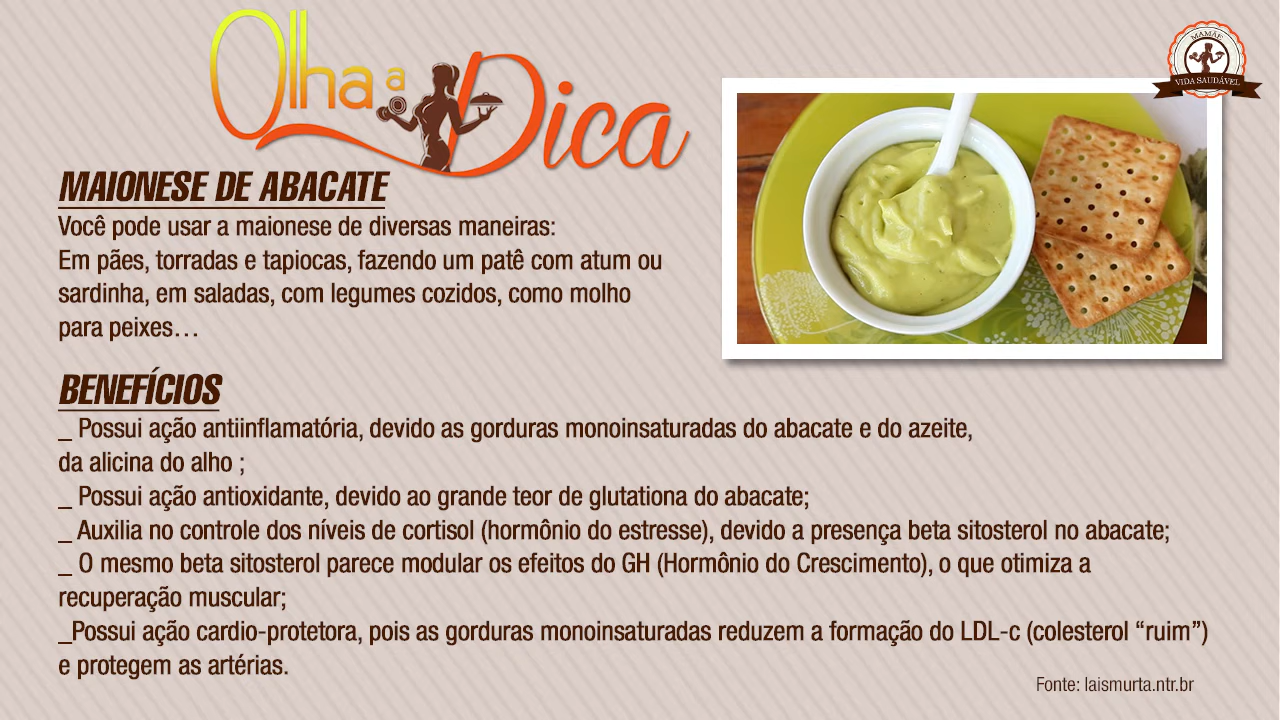 Olha a Dica
MAMÃE
VIDA SAUDÁVEL
MAIONESE DE ABACATE
Você pode usar a maionese de diversas maneiras:
Em pães, torradas e tapiocas, fazendo um patê com atum ou
sardinha, em saladas, com legumes cozidos, como molho
para peixes…
BENEFÍCIOS
_ Possui ação antiinflamatória, devido as gorduras monoinsaturadas do abacate e do azeite,
da alicina do alho ;
_ Possui ação antioxidante, devido ao grande teor de glutationa do abacate;
_ Auxilia no controle dos níveis de cortisol (hormônio do estresse), devido a presença beta sitosterol no abacate;
_ O mesmo beta sitosterol parece modular os efeitos do GH (Hormônio do Crescimento), o que otimiza a
recuperação muscular;
_Possui ação cardio-protetora, pois as gorduras monoinsaturadas reduzem a formação do LDL-c (colesterol “ruim”)
e protegem as artérias.
Fonte: laismurta.ntr.br